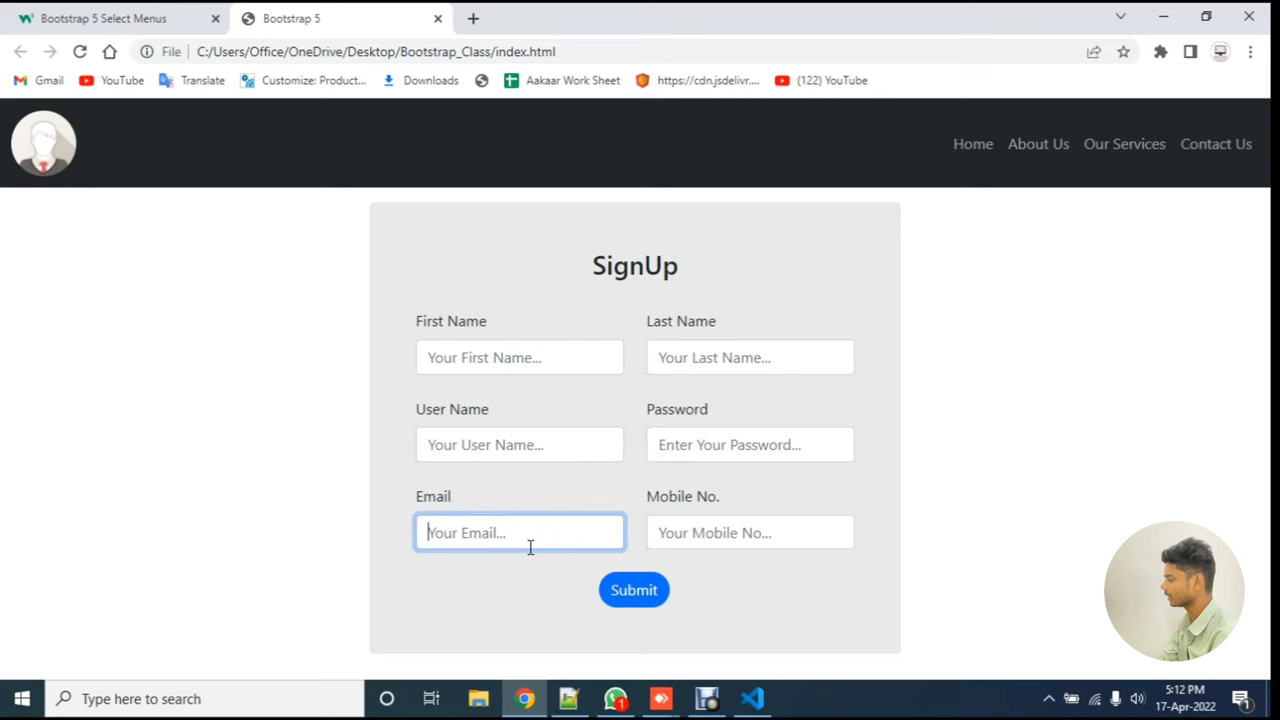 Bootstrap 5 Select Menus
Bootstrap 5
File C:/Users/Office/OneDrive/Desktop/Bootstrap_Class/index.html
Gmail YouTube Translate Customize: Product... Downloads Aakaar Work Sheet https://cdn.jsdelivr.... (122) YouTube
Home About Us Our Services Contact Us
SignUp
First Name Last Name
Your First Name... Your Last Name...
User Name Password
Your User Name... Enter Your Password...
Email Mobile No.
Your Email... Your Mobile No...
Submit
Type here to search
1
5:12 PM
17-Apr-2022
1